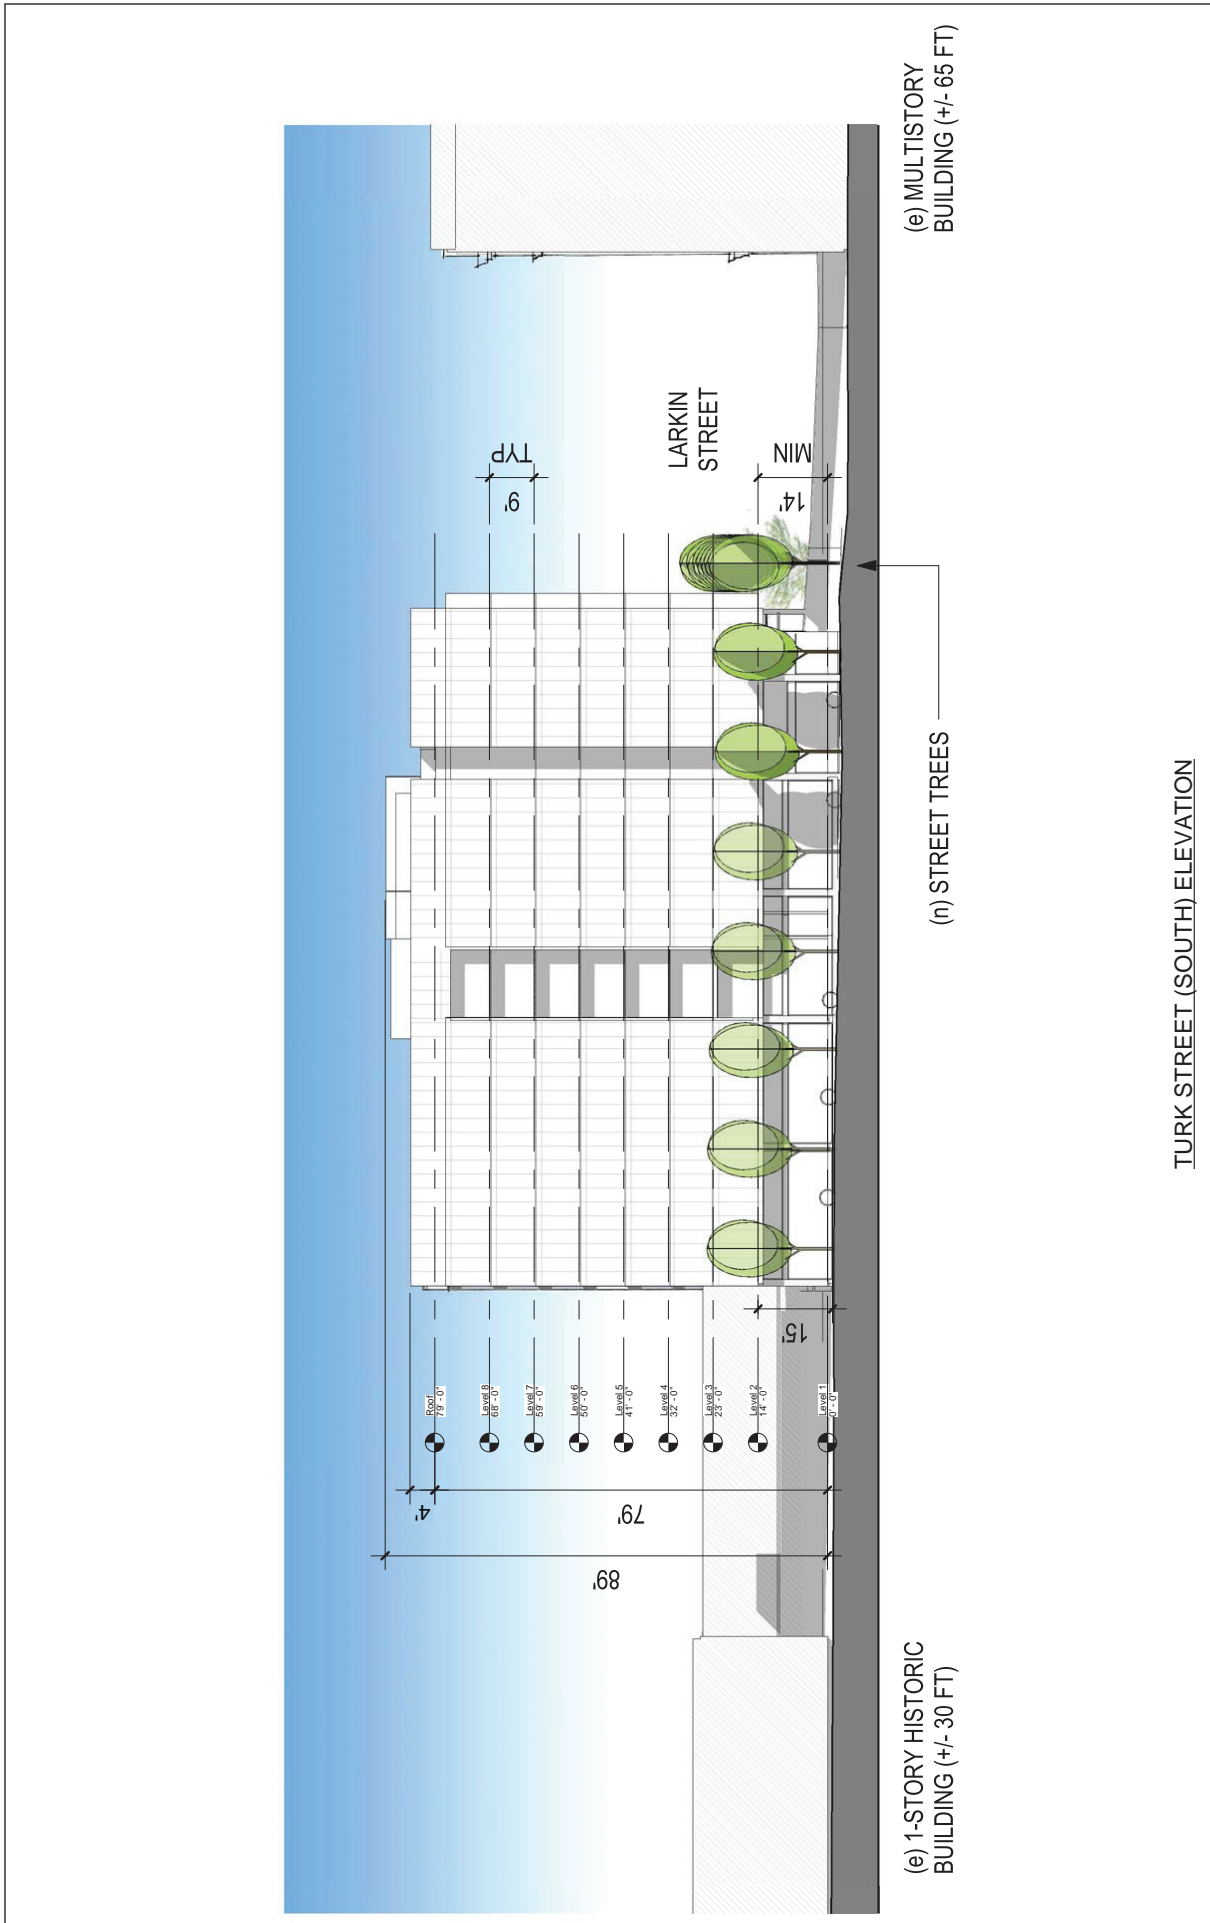 89'
4'
79'
Roof
79' - 0"
Level 8
68' - 0"
Level 7
59' - 0"
Level 6
50' - 0"
Level 5
41' - 0"
Level 4
32' - 0"
Level 3
23' - 0"
Level 2
14' - 0"
Level 1
0' - 0"
15'
9'
TYP
LARKIN
STREET
14'
MIN
(e) 1-STORY HISTORIC
BUILDING (+/- 30 FT)
(n) STREET TREES
(e) MULTISTORY
BUILDING (+/- 65 FT)
TURK STREET (SOUTH) ELEVATION